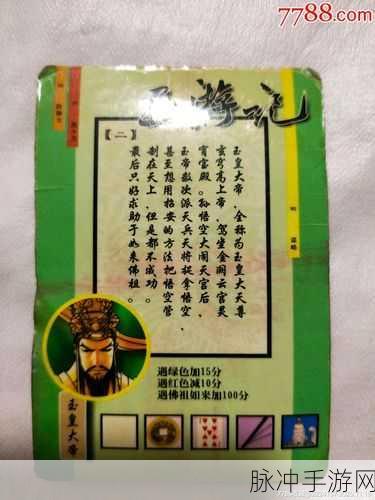 7788.com
西游记
【二】
玉皇大帝，全称为玉皇大天尊
玄穹高上帝，驾坐金阙云宫灵
宵宝殿。孙悟空大闹天宫后，
玉帝数次派天兵天将捉拿悟空，
甚至想用招安的方法把悟空管
制在天上，但是都不成功。
最后只好求助于如来佛祖。
遇绿色加15分
遇红色减10分
遇佛祖如来加100分
玉皇大帝
脉冲手游网